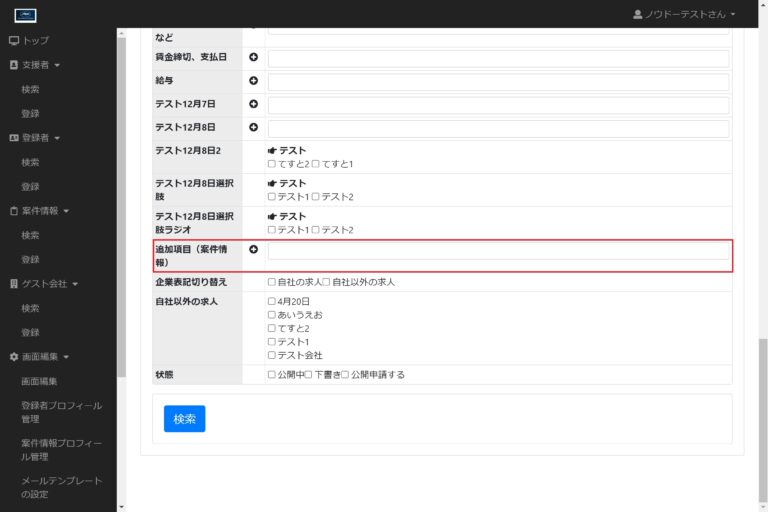 ノウドーテストさん
トップ
支援者
検索
登録
登録者
検索
登録
案件情報
検索
登録
ゲスト会社
検索
登録
画面編集
画面編集
登録者プロフィール
管理
案件情報プロフィー
ル管理
メールテンプレート
の設定
など
賃金締切、支払日
給与
テスト12月7日
テスト12月8日
テスト12月8日2
テスト
てすと2 てすと1
テスト12月8日選択
肢
テスト
テスト1 テスト2
テスト12月8日選択
肢ラジオ
テスト
テスト1 テスト2
追加項目（案件情
報）
企業表記切り替え
自社の求人 自社以外の求人
自社以外の求人
4月20日
あいうえお
てすと2
テスト1
テスト会社
状態
公開中 下書き 公開申請する
検索